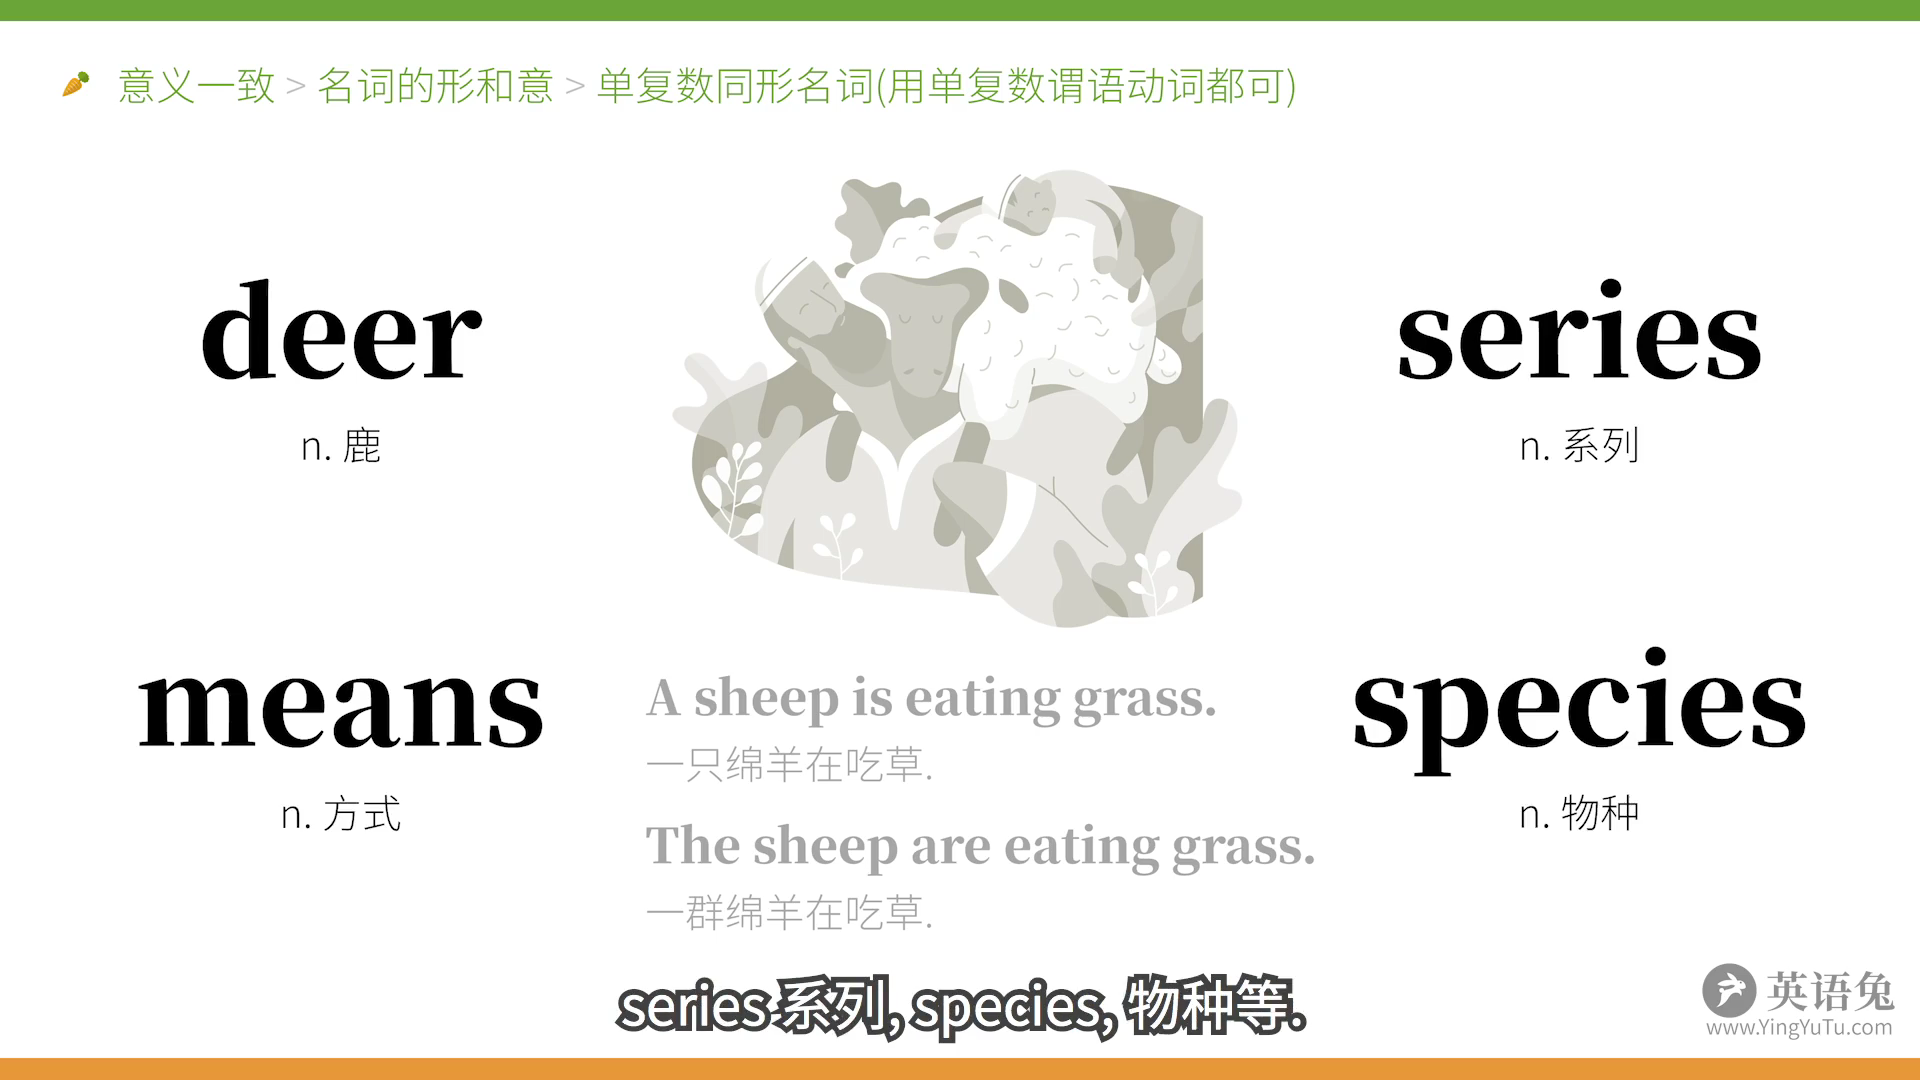 意义一致 > 名词的形和意 > 单复数同形名词(用单复数谓语动词都可)
deer
n. 鹿
series
n. 系列
means
n. 方式
species
n. 物种
A sheep is eating grass.
一只绵羊在吃草.
The sheep are eating grass.
一群绵羊在吃草.
series 系列, species, 物种等.
英语兔
www.YingYuTu.com